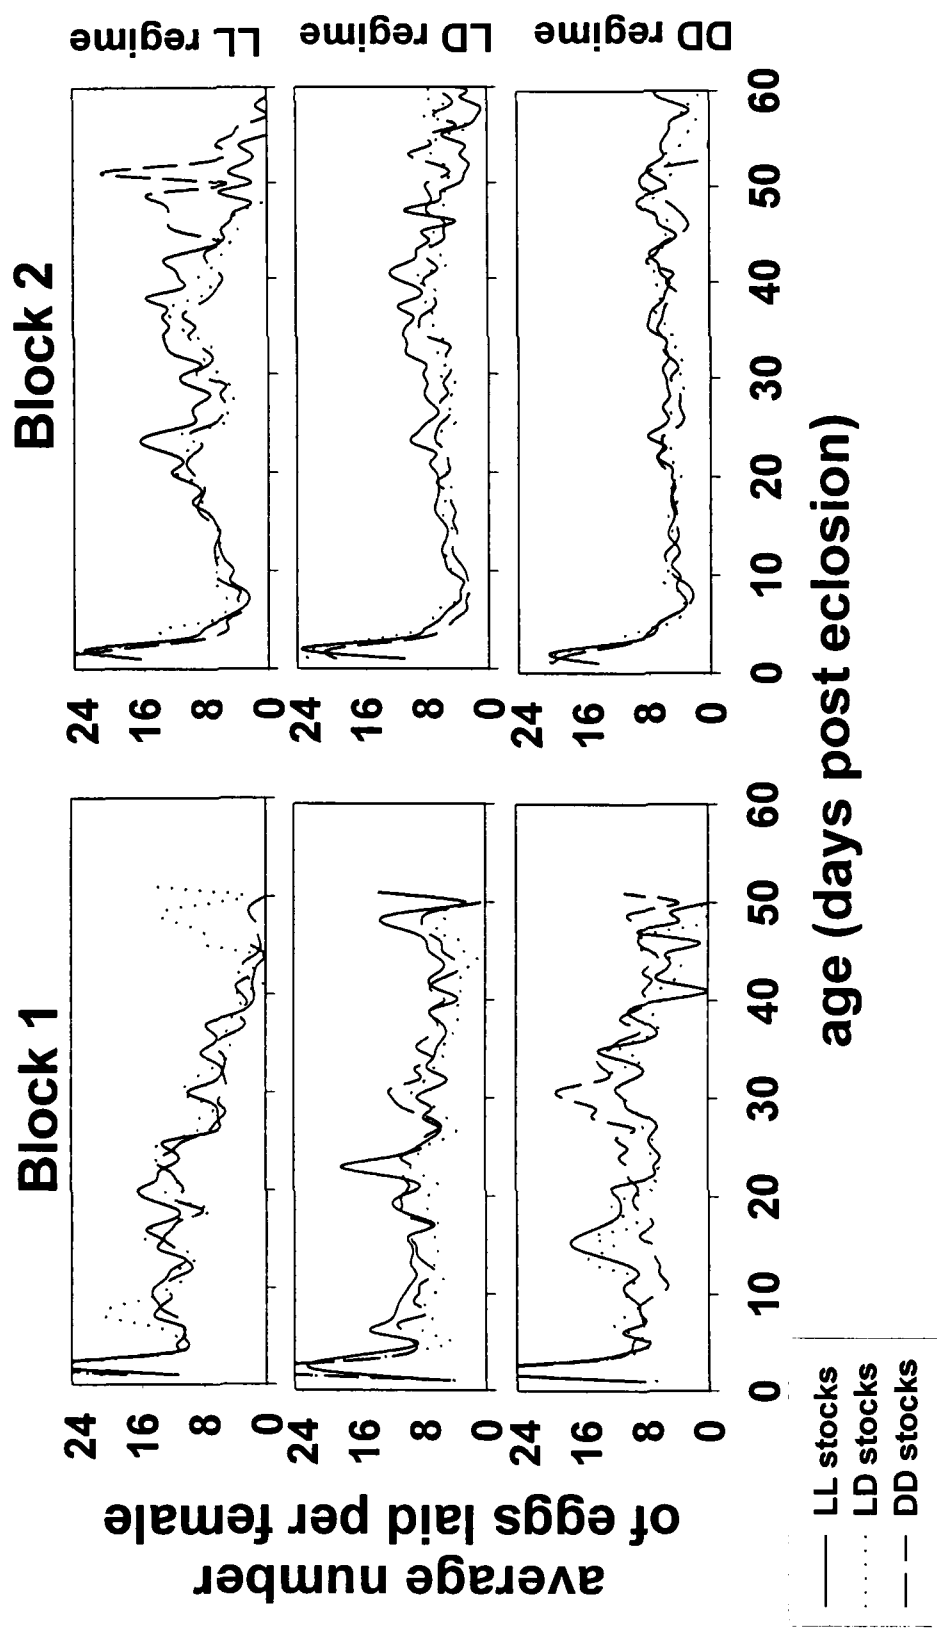 Block 1
Block 2
average number
of eggs laid per female
24
16
8
0
24
16
8
0
LL regime
24
16
8
0
24
16
8
0
LD regime
24
16
8
0
24
16
8
0
DD regime
0 10 20 30 40 50 60
0 10 20 30 40 50 60
age (days post eclosion)
LL stocks
LD stocks
DD stocks